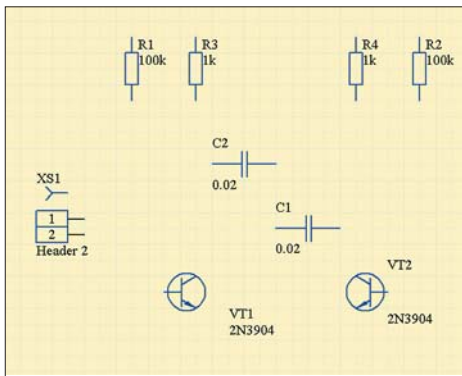 R1
100k
R3
1k
R4
1k
R2
100k
C2
0.02
XS1
1
2
Header 2
C1
0.02
VT1
2N3904
VT2
2N3904